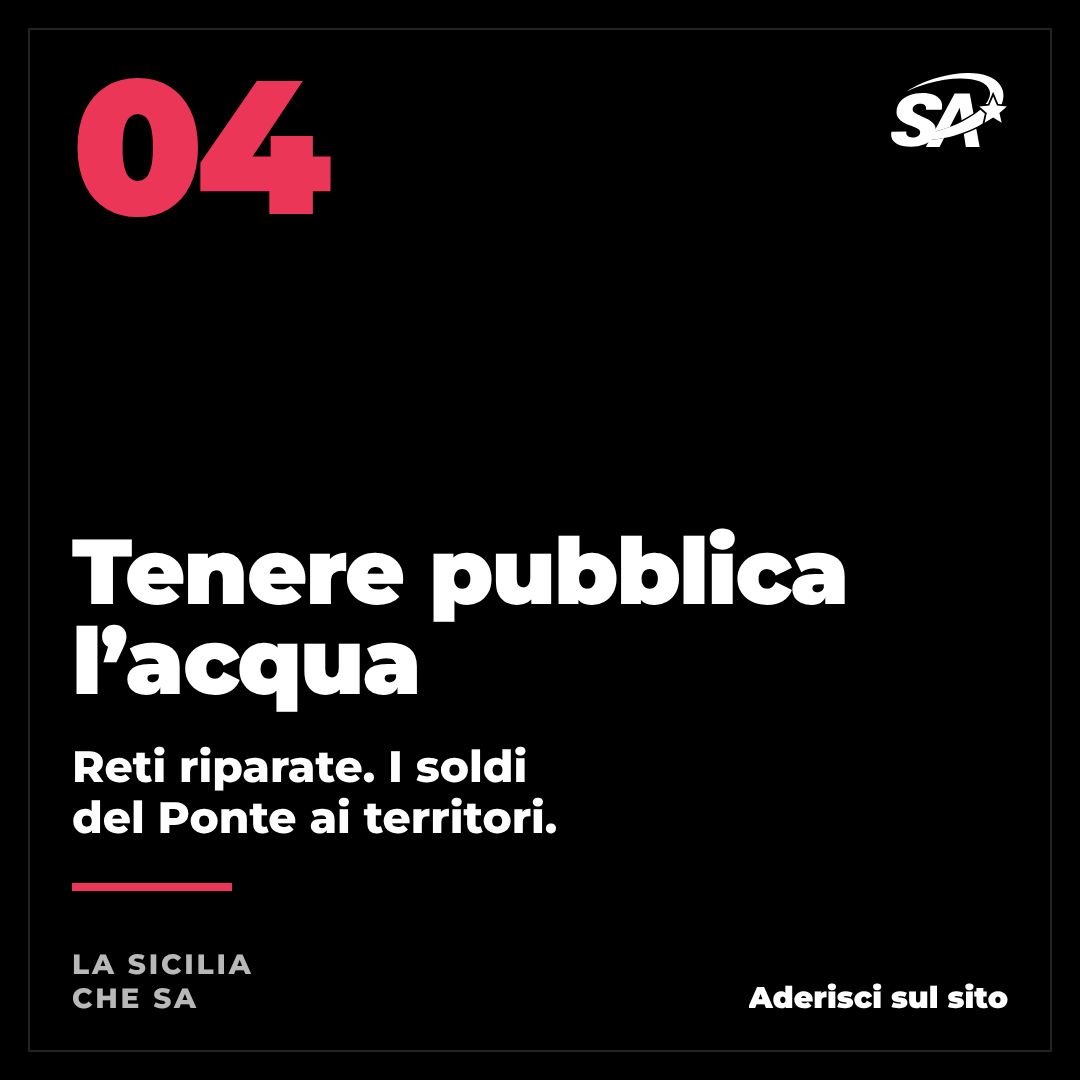 04
SA
Tenere pubblica
l’acqua
Reti riparate. I soldi
del Ponte ai territori.
LA SICILIA
CHE SA
Aderisci sul sito